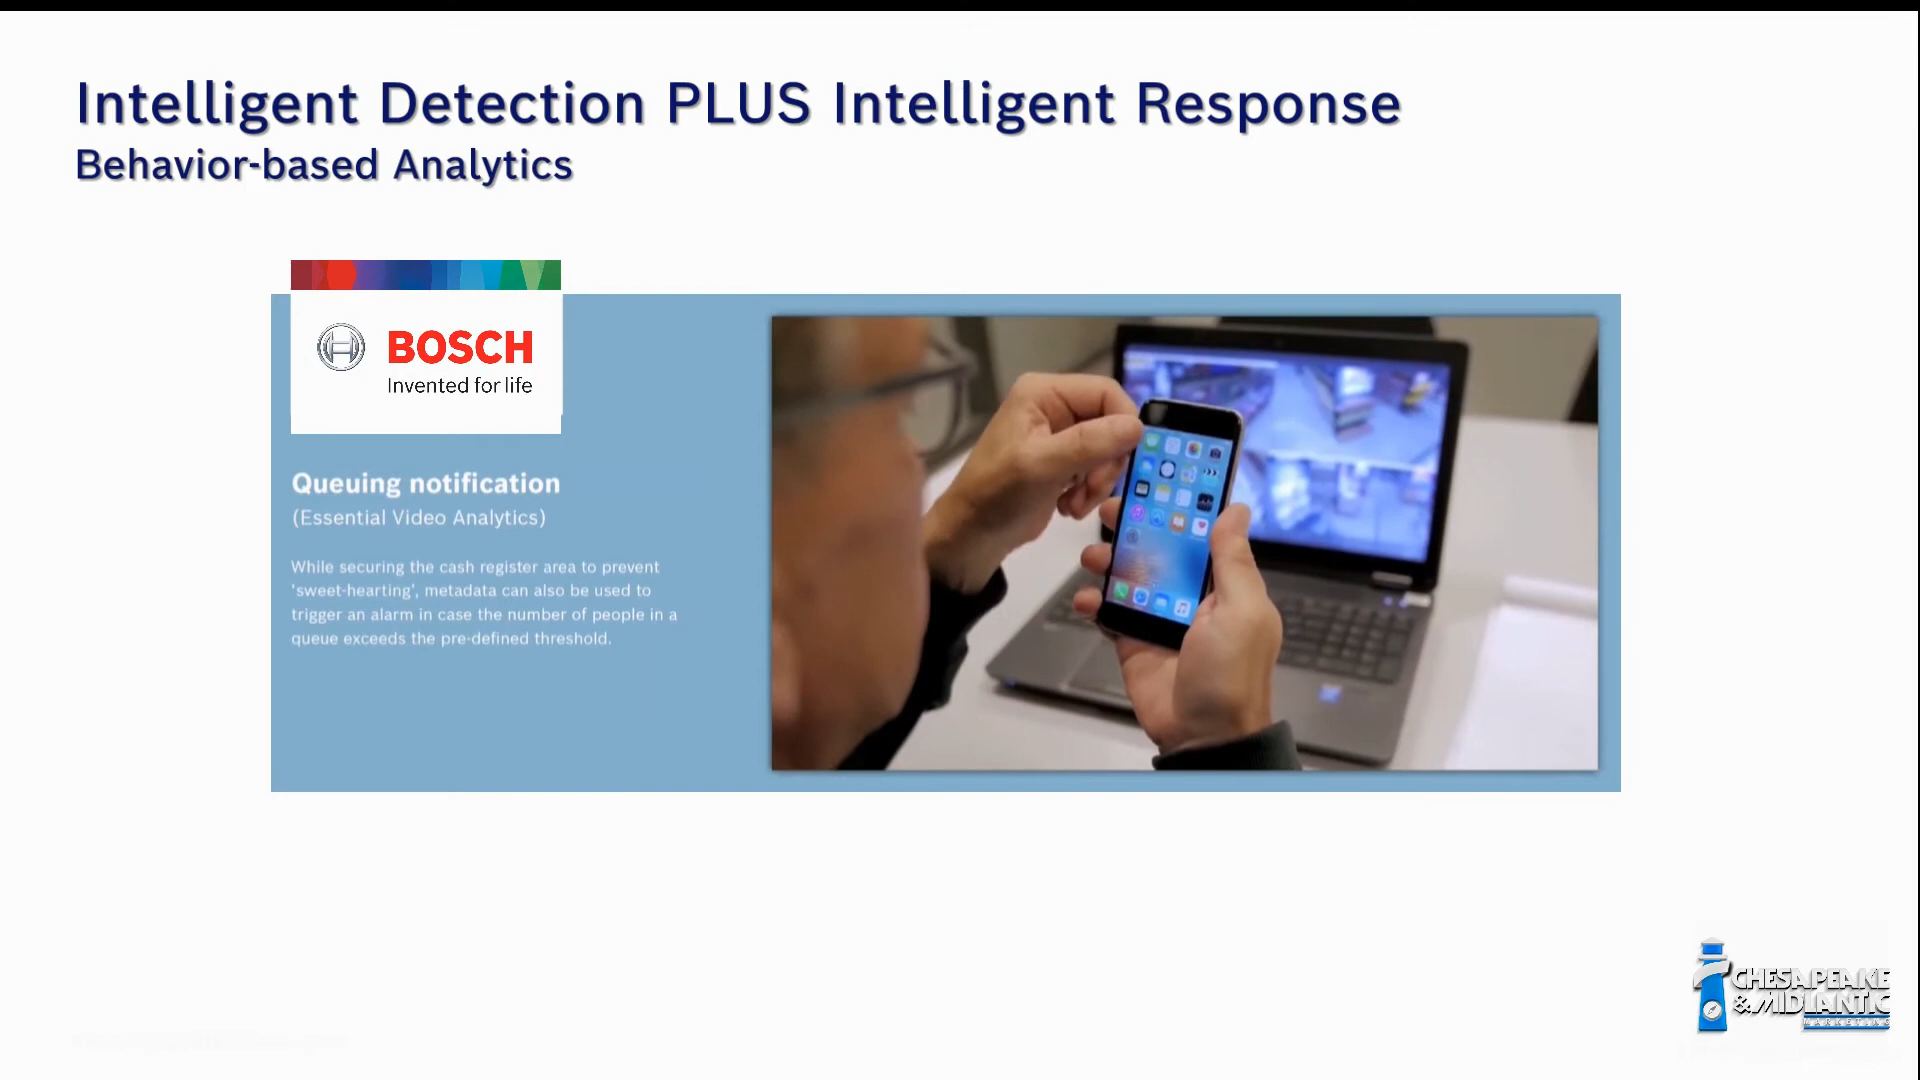 Intelligent Detection PLUS Intelligent Response
Behavior-based Analytics
BOSCH
Invented for life
Queuing notification
(Essential Video Analytics)
While securing the cash register area to prevent
'sweet-hearting', metadata can also be used to
trigger an alarm in case the number of people in a
queue exceeds the pre-defined threshold.
CHESAPEAKE
& MIDLANTIC
MARKETING